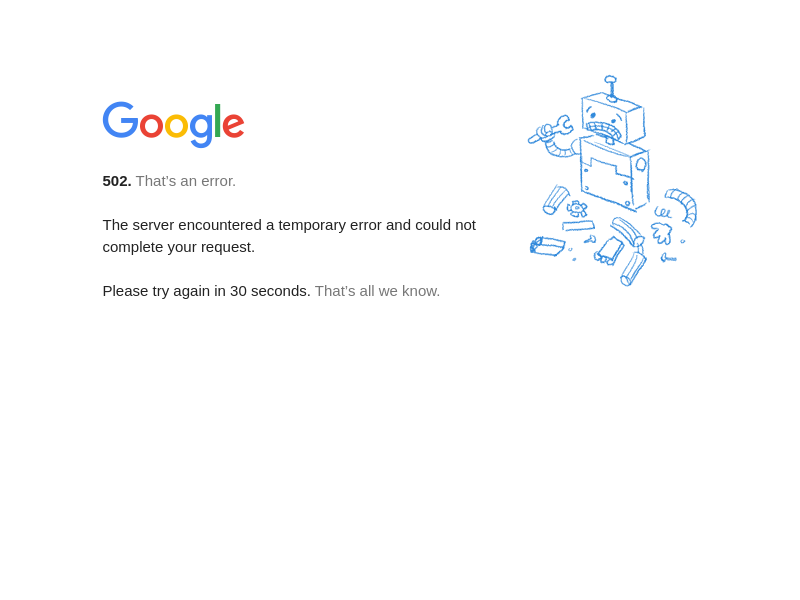 Google
502. That’s an error.
The server encountered a temporary error and could not
complete your request.
Please try again in 30 seconds. That’s all we know.